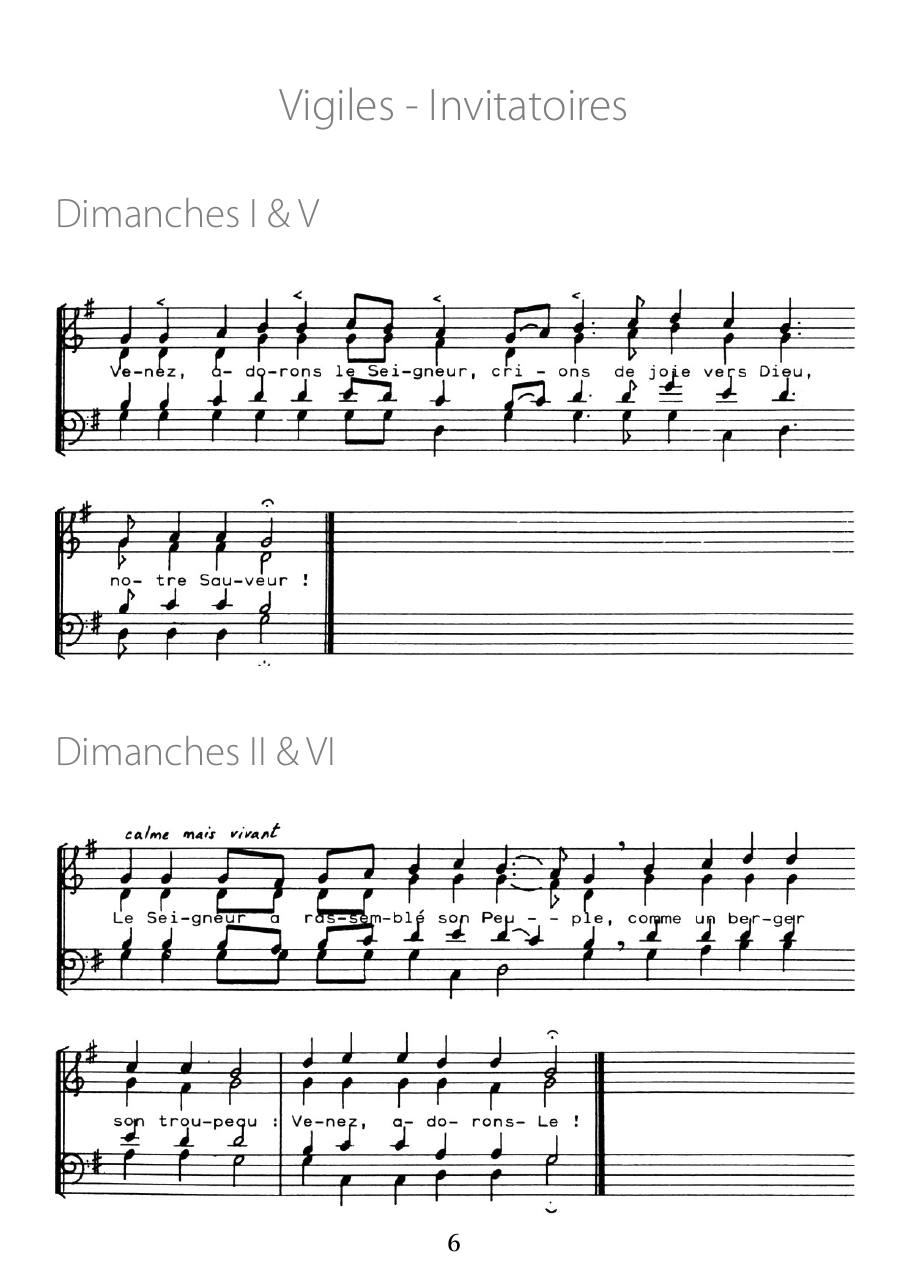 Vigiles - Invitatoires
Dimanches I & V
Ve-nez, a-do-rons le Sei-gneur, cri - ons de joie vers Dieu,
no- tre Sau-veur !
Dimanches II & VI
calme mais vivant
Le Sei-gneur a ras-sem-blé son Peu - - ple, comme un ber-ger
son trou-peau : Ve-nez, a- do- rons- Le !
6